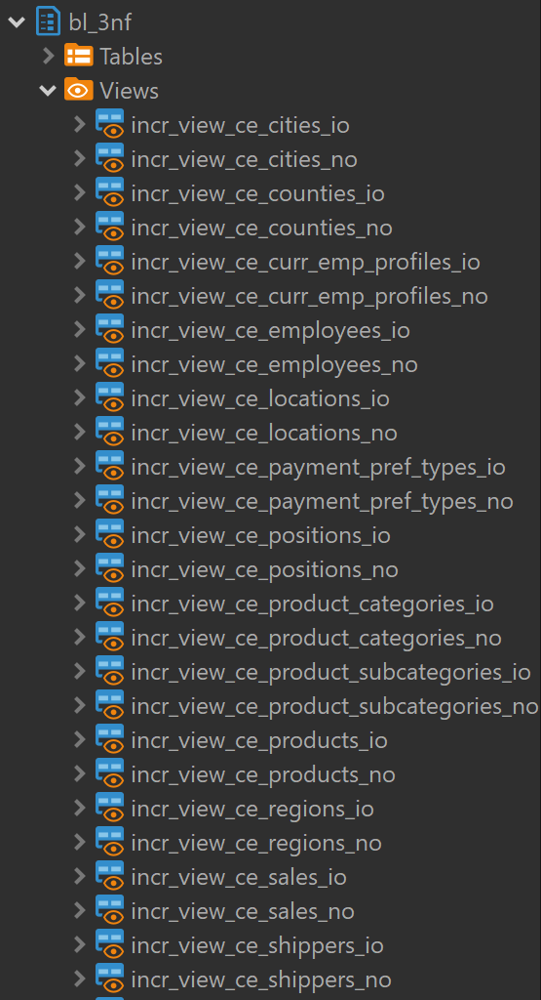 bl_3nf
Tables
Views
incr_view_ce_cities_io
incr_view_ce_cities_no
incr_view_ce_counties_io
incr_view_ce_counties_no
incr_view_ce_curr_emp_profiles_io
incr_view_ce_curr_emp_profiles_no
incr_view_ce_employees_io
incr_view_ce_employees_no
incr_view_ce_locations_io
incr_view_ce_locations_no
incr_view_ce_payment_pref_types_io
incr_view_ce_payment_pref_types_no
incr_view_ce_positions_io
incr_view_ce_positions_no
incr_view_ce_product_categories_io
incr_view_ce_product_categories_no
incr_view_ce_product_subcategories_io
incr_view_ce_product_subcategories_no
incr_view_ce_products_io
incr_view_ce_products_no
incr_view_ce_regions_io
incr_view_ce_regions_no
incr_view_ce_sales_io
incr_view_ce_sales_no
incr_view_ce_shippers_io
incr_view_ce_shippers_no